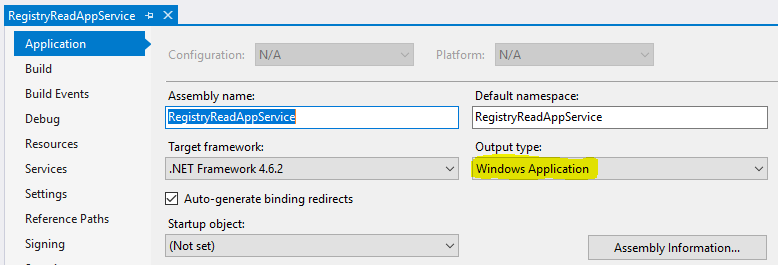 RegistryReadAppService
Application
Configuration: N/A Platform: N/A
Build
Build Events
Assembly name: Default namespace:
RegistryReadAppService RegistryReadAppService
Debug
Resources
Target framework: Output type:
Services
.NET Framework 4.6.2 Windows Application
Settings
Auto-generate binding redirects
Reference Paths
Startup object:
Signing
(Not set) Assembly Information...